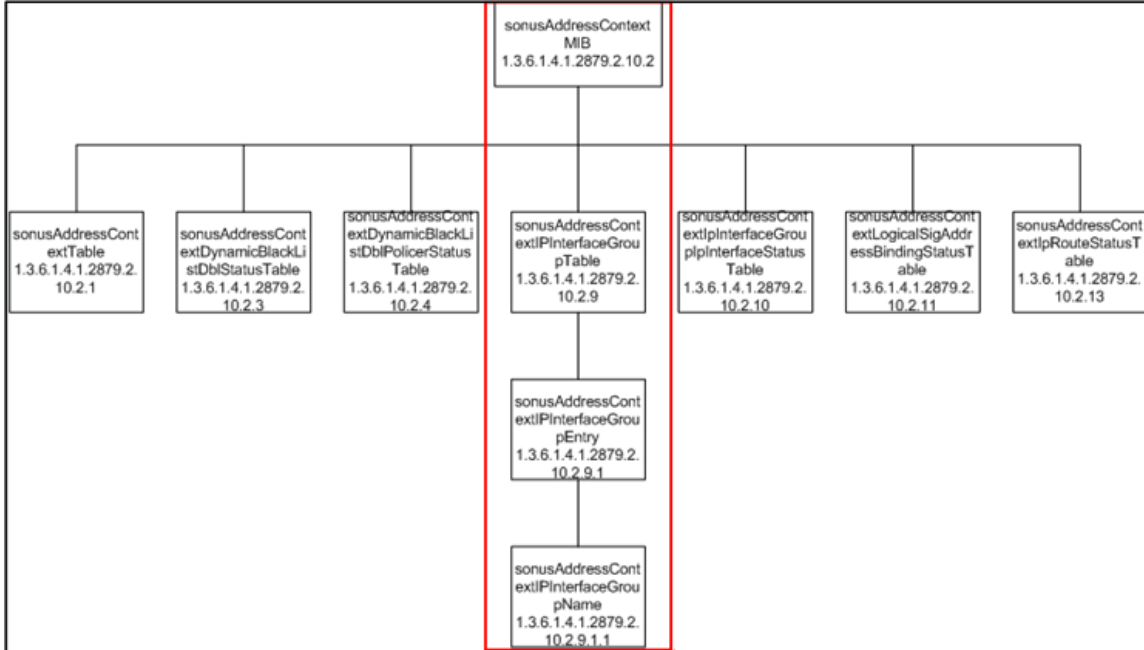 sonusAddressContext
MIB
1.3.6.1.4.1.2879.2.10.2
sonusAddressCont
extTable
1.3.6.1.4.1.2879.2.
10.2.1
sonusAddressCont
extDynamicBlackLi
stDblStatusTable
1.3.6.1.4.1.2879.2.
10.2.3
sonusAddressCont
extDynamicBlackLi
stDblPolicerStatus
Table
1.3.6.1.4.1.2879.2.
10.2.4
sonusAddressCont
extIPInterfaceGrou
pTable
1.3.6.1.4.1.2879.2.
10.2.9
sonusAddressCont
extIpInterfaceGrou
pIpInterfaceStatus
Table
1.3.6.1.4.1.2879.2.
10.2.10
sonusAddressCont
extLogicalSigAddr
essBindingStatusT
able
1.3.6.1.4.1.2879.2.
10.2.11
sonusAddressCont
extIpRouteStatusT
able
1.3.6.1.4.1.2879.2.
10.2.13
sonusAddressCont
extIPInterfaceGrou
pEntry
1.3.6.1.4.1.2879.2.
10.2.9.1
sonusAddressCont
extIPInterfaceGrou
pName
1.3.6.1.4.1.2879.2.
10.2.9.1.1